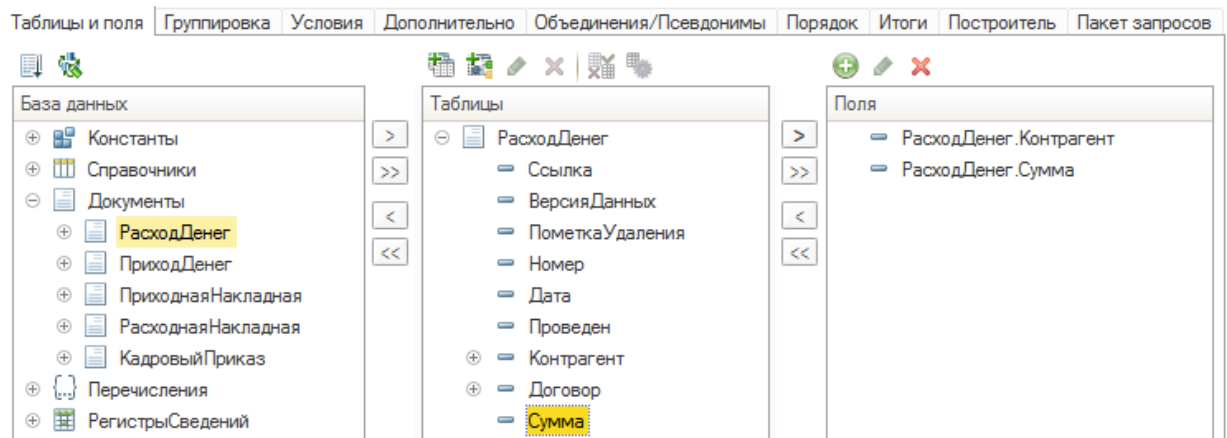 Таблицы и поля Группировка Условия Дополнительно Объединения/Псевдонимы Порядок Итоги Построитель Пакет запросов
База данных
Константы
Справочники
Документы
РасходДенег
ПриходДенег
ПриходнаяНакладная
РасходнаяНакладная
КадровыйПриказ
Перечисления
РегистрыСведений
>
>>
<
<<
Таблицы
РасходДенег
Ссылка
ВерсияДанных
ПометкаУдаления
Номер
Дата
Проведен
Контрагент
Договор
Сумма
>
>>
<
<<
Поля
РасходДенег.Контрагент
РасходДенег.Сумма